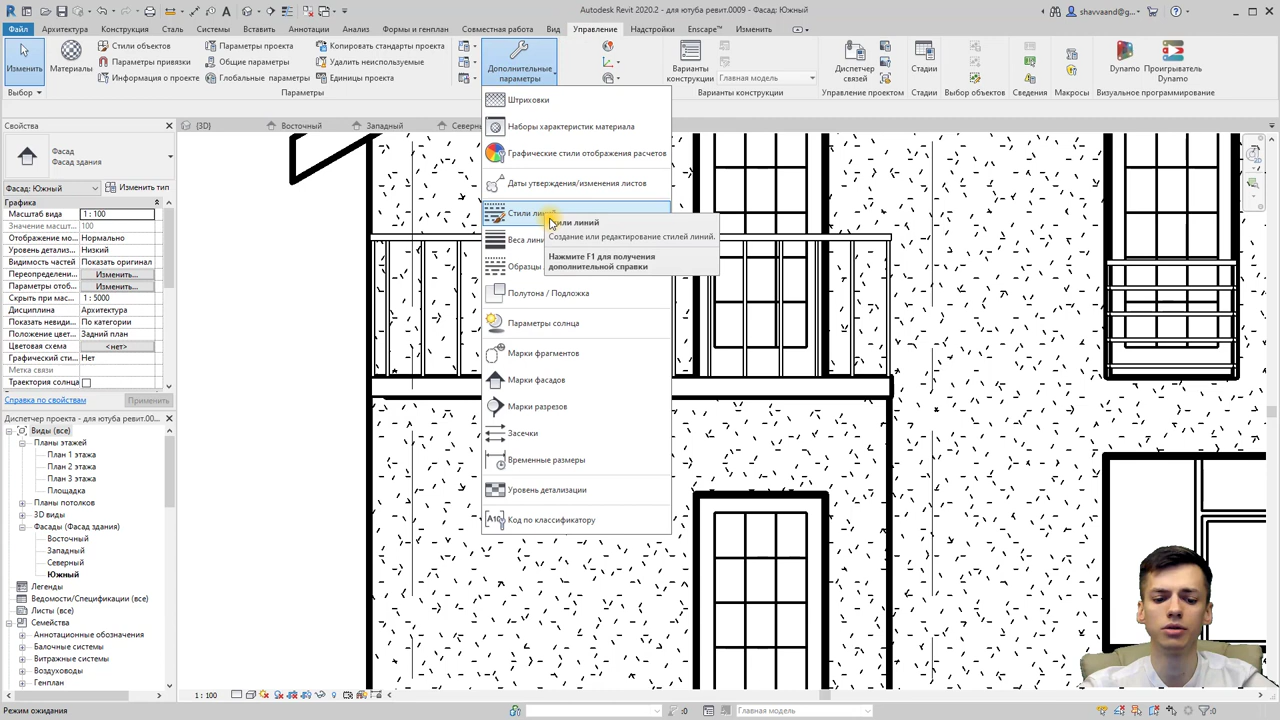 Autodesk Revit 2020.2 - для ютуба ревит.0009 - Фасад: Южный
shavvaand@g...
Файл
Архитектура
Конструкция
Сталь
Системы
Вставить
Аннотации
Анализ
Формы и генплан
Совместная работа
Вид
Управление
Надстройки
Enscape™
Изменить
Изменить
Материалы
Стили объектов
Параметры привязки
Информация о проекте
Параметры проекта
Общие параметры
Глобальные параметры
Копировать стандарты проекта
Удалить неиспользуемые
Единицы проекта
Дополнительные
параметры
Варианты
конструкции
Главная модель
Диспетчер
связей
Стадии
Dynamo
Проигрыватель
Dynamo
Выбор
Параметры
Варианты конструкции
Управление проектом
Стадии
Выбор объектов
Сведения
Макросы
Визуальное программирование
Свойства
{3D}
Восточный
Западный
Северн
Фасад
Фасад здания
Фасад: Южный
Изменить тип
Графика
Масштаб вида 1 : 100
Значение масш... 100
Отображение мо... Нормально
Уровень детализ... Низкий
Видимость частей Показать оригинал
Переопределени... Изменить...
Параметры отоб... Изменить...
Скрыть при мас... 1 : 5000
Дисциплина Архитектура
Показать невиди... По категории
Положение цвет... Задний план
Цветовая схема <нет>
Графический сти... Нет
Метка связи
Траектория солнца
Справка по свойствам
Применить
Диспетчер проекта - для ютуба ревит.0...
Виды (все)
Планы этажей
План 1 этажа
План 2 этажа
План 3 этажа
Площадка
Планы потолков
3D виды
Фасады (Фасад здания)
Восточный
Западный
Северный
Южный
Легенды
Ведомости/Спецификации (все)
Листы (все)
Семейства
Аннотационные обозначения
Балочные системы
Витражные системы
Воздуховоды
Генплан
Штриховки
Наборы характеристик материала
Графические стили отображения расчетов
Даты утверждения/изменения листов
Стили лин
или линий
Создание или редактирование стилей линий.
Веса лини
Нажмите F1 для получения
дополнительной справки
Образцы
Полутона / Подложка
Параметры солнца
Марки фрагментов
Марки фасадов
Марки разрезов
Засечки
Временные размеры
Уровень детализации
Код по классификатору
1 : 100
Режим ожидания
:0
Главная модель
:0